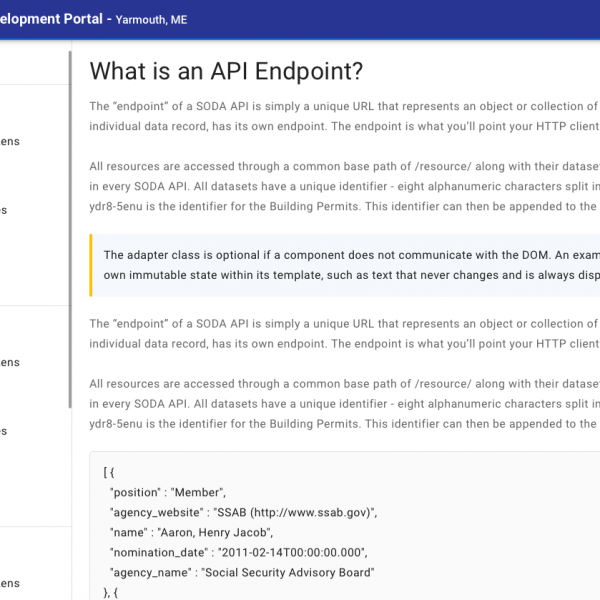 elopment Portal - Yarmouth, ME
What is an API Endpoint?
The “endpoint” of a SODA API is simply a unique URL that represents an object or collection of
individual data record, has its own endpoint. The endpoint is what you’ll point your HTTP client
ens
All resources are accessed through a common base path of /resource/ along with their datase
in every SODA API. All datasets have a unique identifier - eight alphanumeric characters split in
ydr8-5enu is the identifier for the Building Permits. This identifier can then be appended to the
s
The adapter class is optional if a component does not communicate with the DOM. An exam
own immutable state within its template, such as text that never changes and is always disp
The “endpoint” of a SODA API is simply a unique URL that represents an object or collection of
individual data record, has its own endpoint. The endpoint is what you’ll point your HTTP client
ens
All resources are accessed through a common base path of /resource/ along with their datase
in every SODA API. All datasets have a unique identifier - eight alphanumeric characters split in
ydr8-5enu is the identifier for the Building Permits. This identifier can then be appended to the
s
[ {
"position" : "Member",
"agency_website" : "SSAB (http://www.ssab.gov)",
"name" : "Aaron, Henry Jacob",
"nomination_date" : "2011-02-14T00:00:00.000",
"agency_name" : "Social Security Advisory Board"
ens
}, {